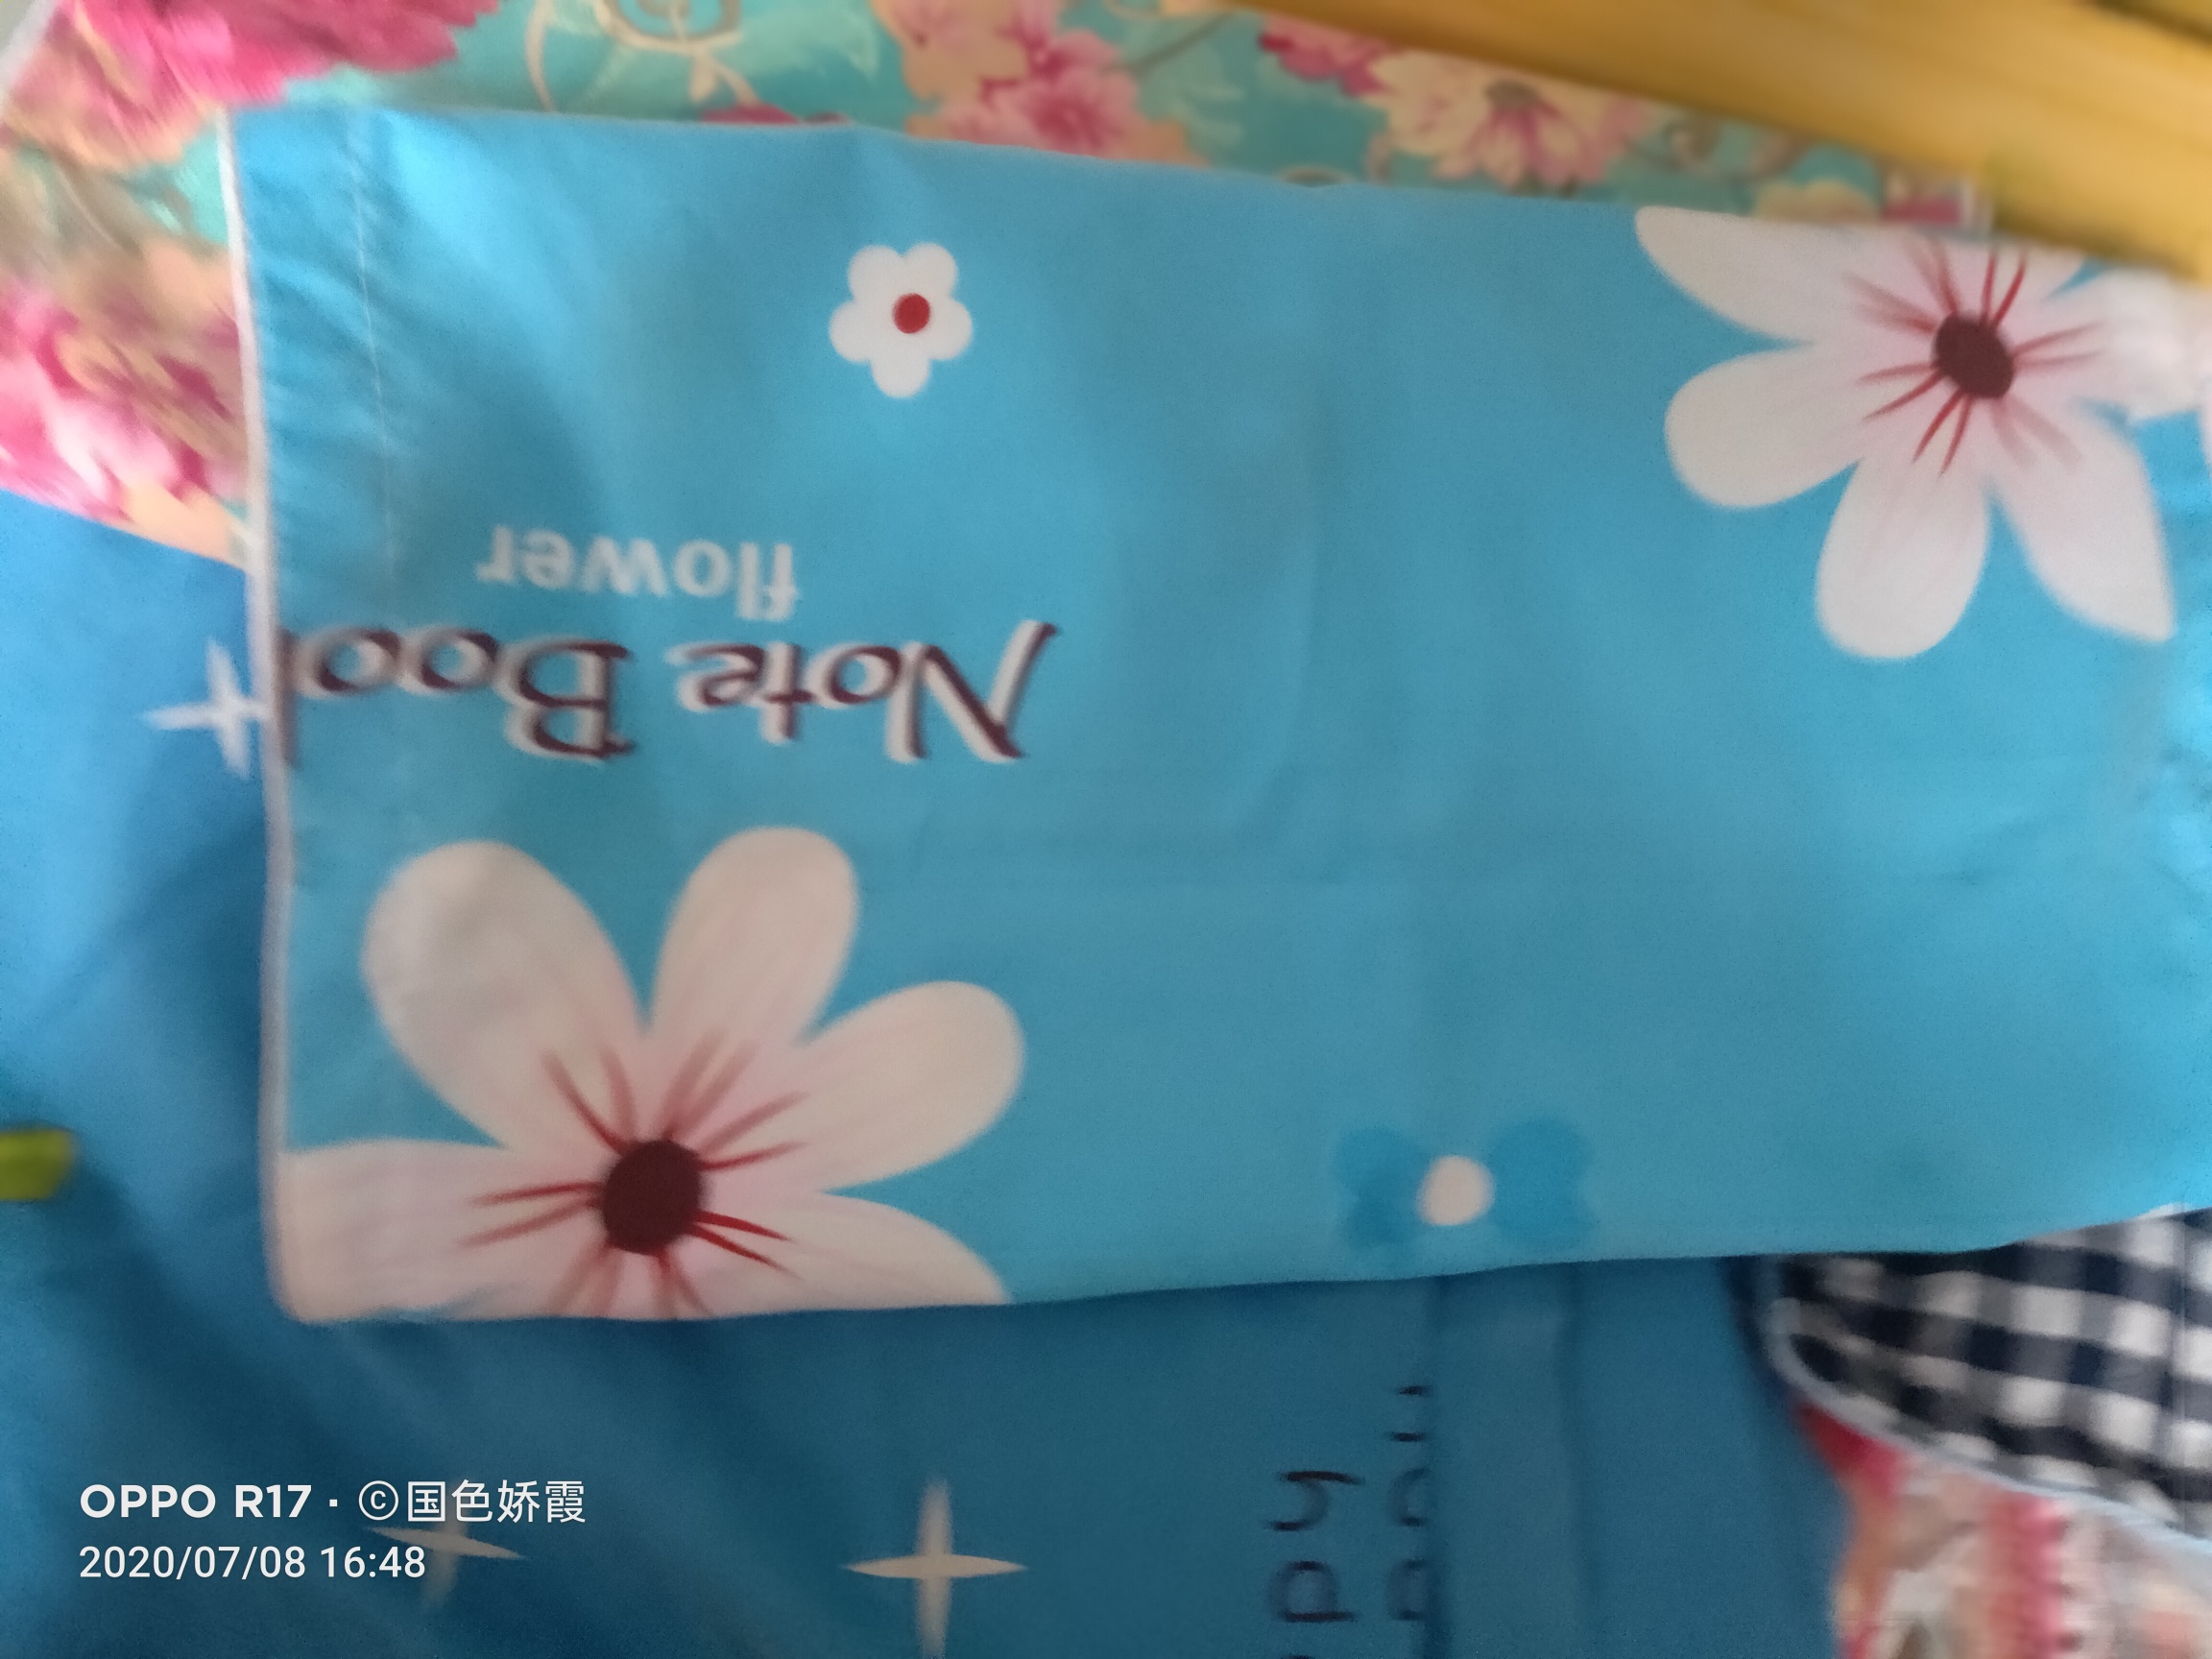 Note Boo
flower
OPPO R17 · ©国色娇霞
2020/07/08 16:48